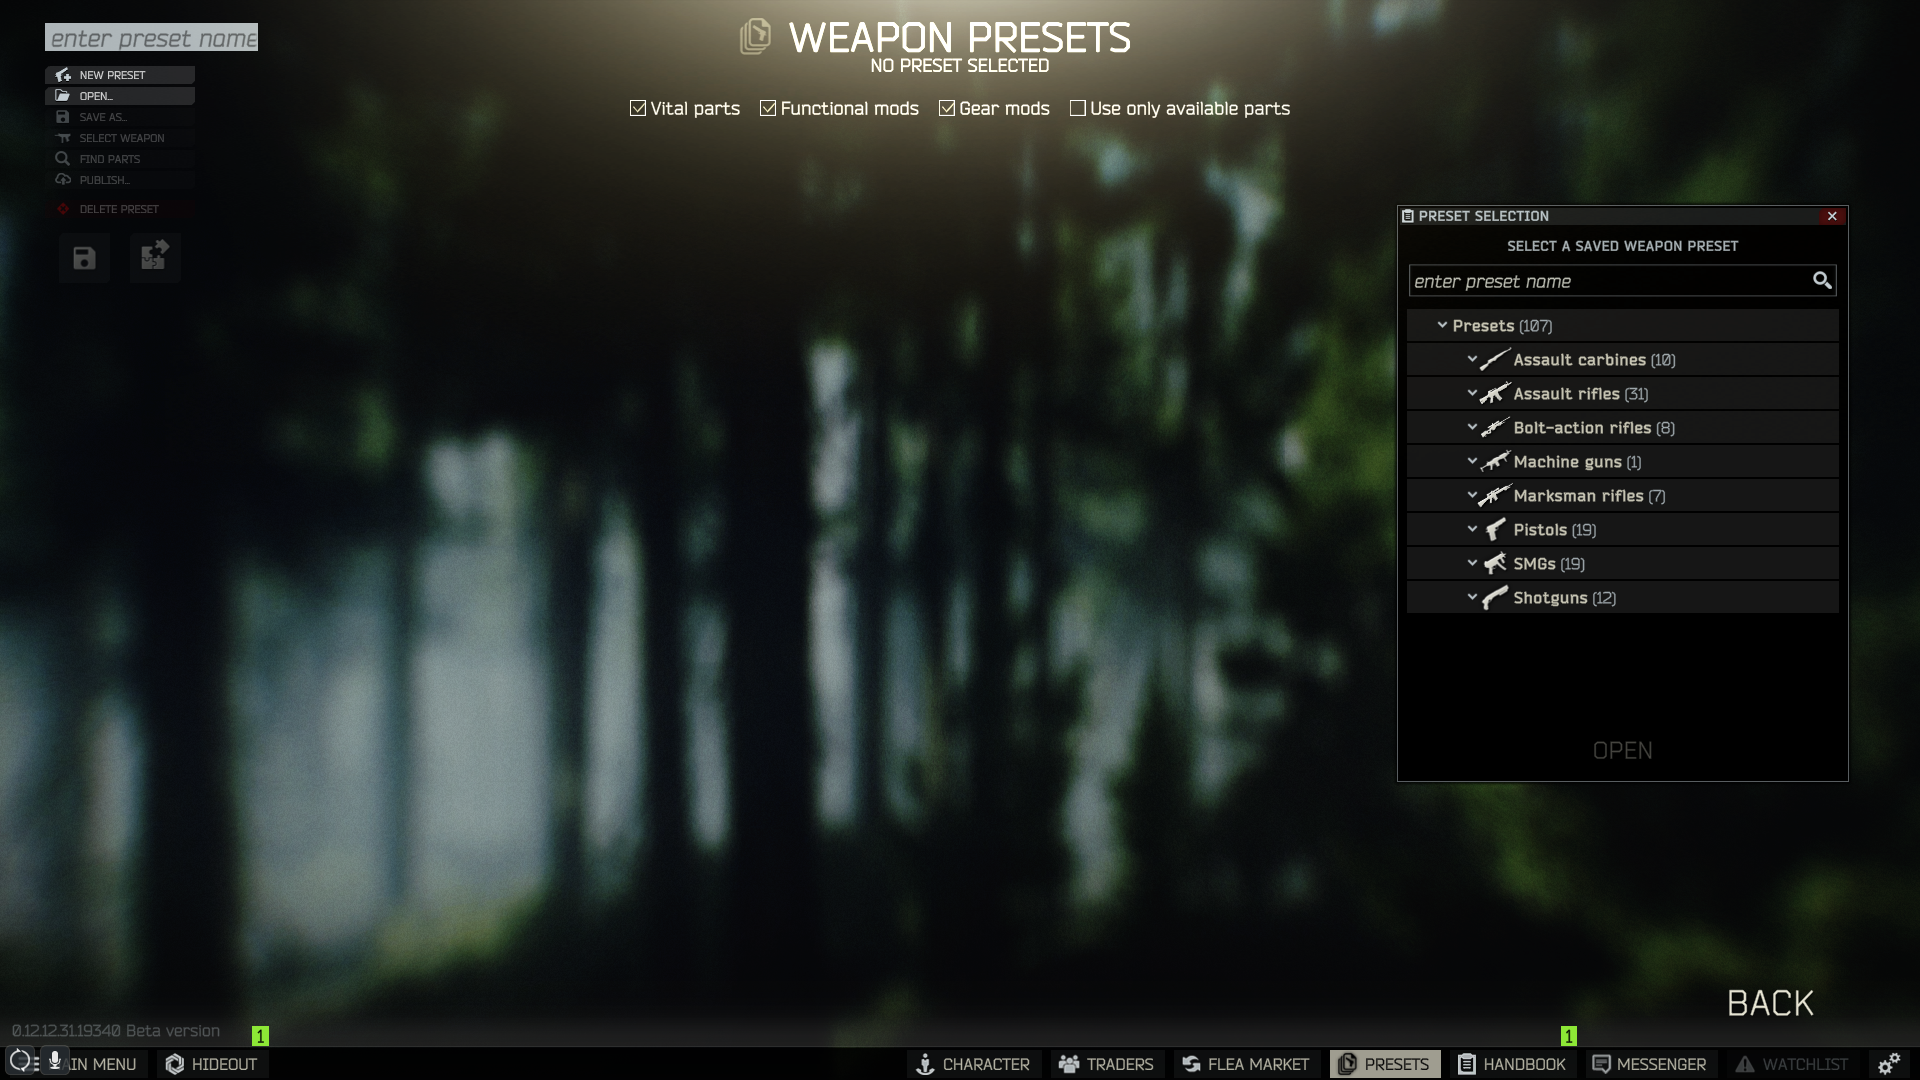 enter preset name
WEAPON PRESETS
NO PRESET SELECTED
NEW PRESET
OPEN...
SAVE AS...
SELECT WEAPON
FIND PARTS
PUBLISH...
DELETE PRESET
Vital parts
Functional mods
Gear mods
Use only available parts
PRESET SELECTION
SELECT A SAVED WEAPON PRESET
enter preset name
Presets (107)
Assault carbines (10)
Assault rifles (31)
Bolt-action rifles (8)
Machine guns (1)
Marksman rifles (7)
Pistols (19)
SMGs (19)
Shotguns (12)
OPEN
BACK
0.12.12.31.19340 Beta version
1
1
AIN MENU
HIDEOUT
CHARACTER
TRADERS
FLEA MARKET
PRESETS
HANDBOOK
MESSENGER
WATCHLIST